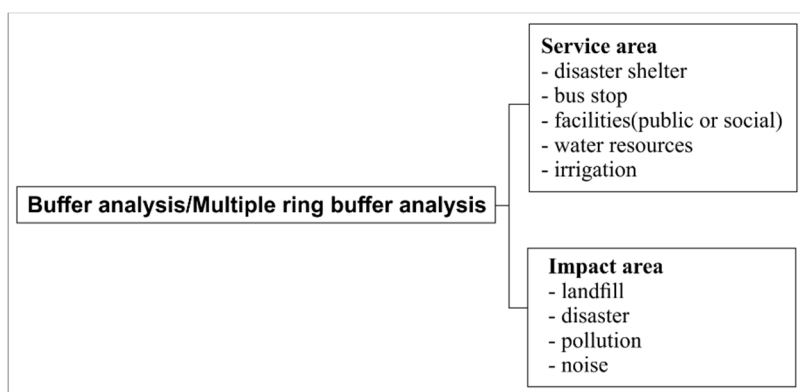 Buffer analysis/Multiple ring buffer analysis
Service area
- disaster shelter
- bus stop
- facilities(public or social)
- water resources
- irrigation
Impact area
- landfill
- disaster
- pollution
- noise